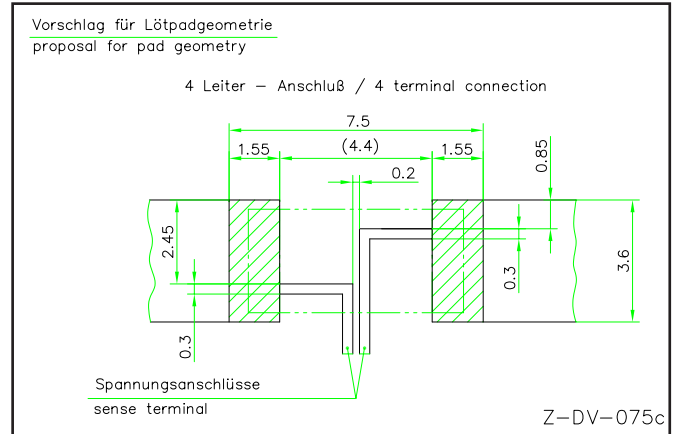 Vorschlag für Lötpadgeometrie
proposal for pad geometry
4 Leiter – Anschluß / 4 terminal connection
7.5
1.55 (4.4) 1.55
0.2
0.85
2.45
0.3
3.6
0.3
Spannungsanschlüsse
sense terminal
Z–DV–075c